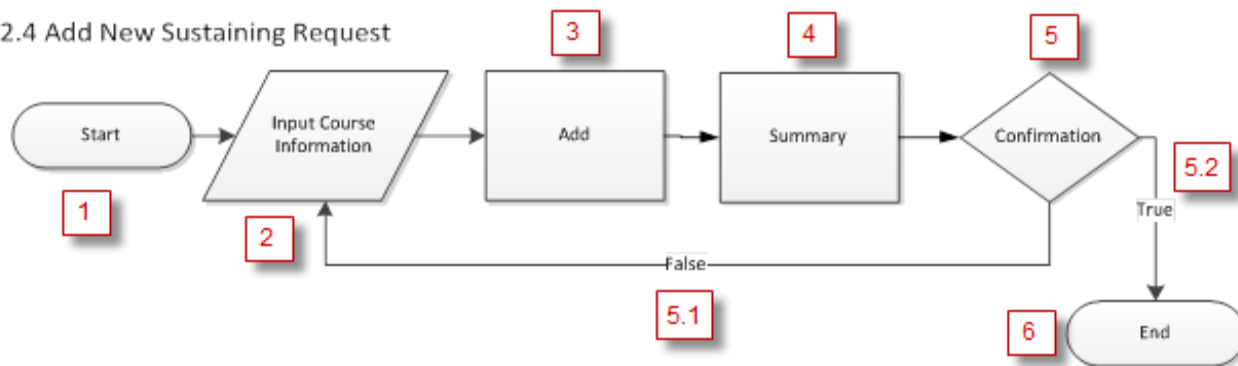 2.4 Add New Sustaining Request
3
4
5
Start
Input Course
Information
Add
Summary
Confirmation
5.2
1
2
True
False
5.1
6
End